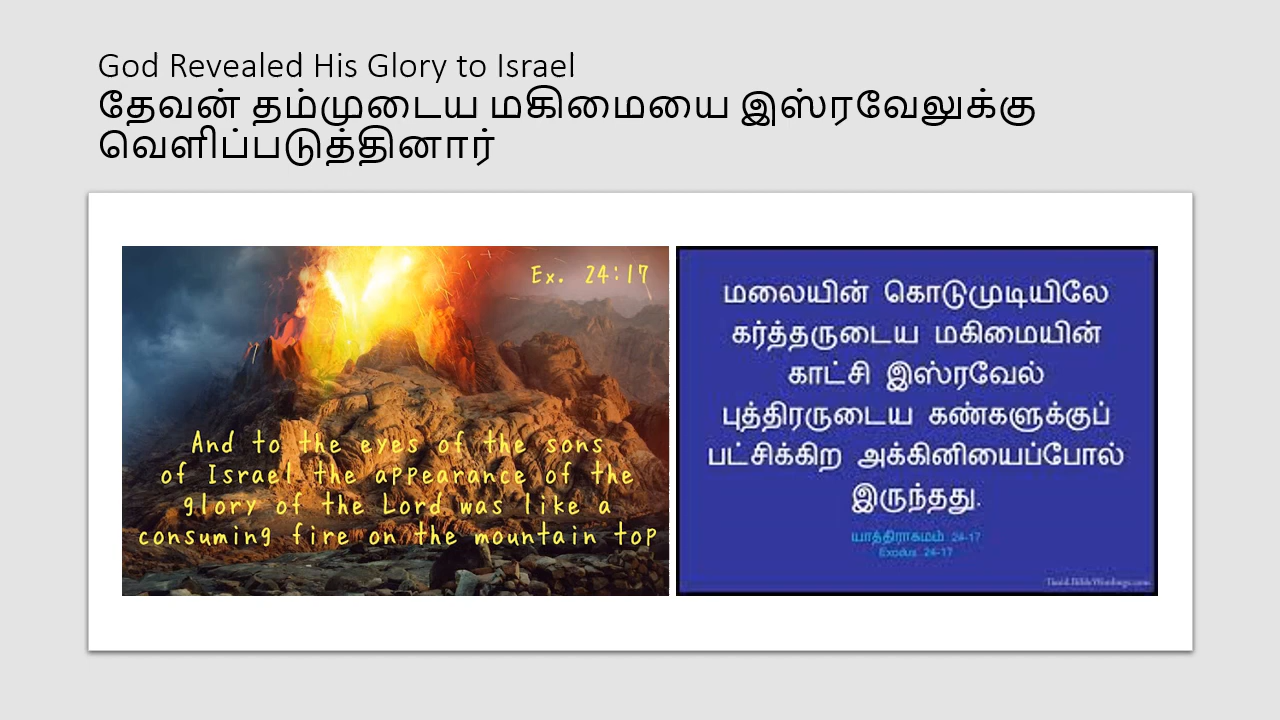 God Revealed His Glory to Israel
தேவன் தம்முடைய மகிமையை இஸ்ரவேலுக்கு
வெளிப்படுத்தினார்
Ex. 24:17
And to the eyes of the sons
of Israel the appearance of the
glory of the Lord was like a
consuming fire on the mountain top
மலையின் கொடுமுடியிலே
கர்த்தருடைய மகிமையின்
காட்சி இஸ்ரவேல்
புத்திரருடைய கண்களுக்குப்
பட்சிக்கிற அக்கினியைப்போல்
இருந்தது.
யாத்திராகமம் 24-17
Exodus 24-17